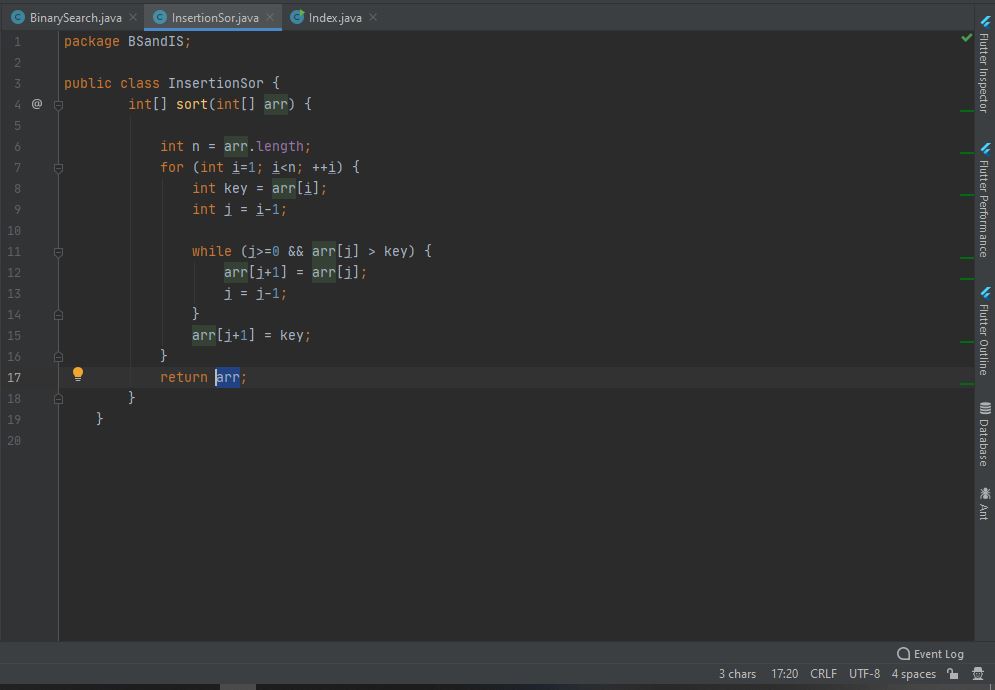 BinarySearch.java InsertionSor.java Index.java
1 package BSandIS;
2
3 public class InsertionSor {
4 @ int[] sort(int[] arr) {
5
6 int n = arr.length;
7 for (int i=1; i<n; ++i) {
8 int key = arr[i];
9 int j = i-1;
10
11 while (j>=0 && arr[j] > key) {
12 arr[j+1] = arr[j];
13 j = j-1;
14 }
15 arr[j+1] = key;
16 }
17 return arr;
18 }
19 }
20
Flutter Inspector
Flutter Performance
Flutter Outline
Database
Ant
Event Log
3 chars 17:20 CRLF UTF-8 4 spaces